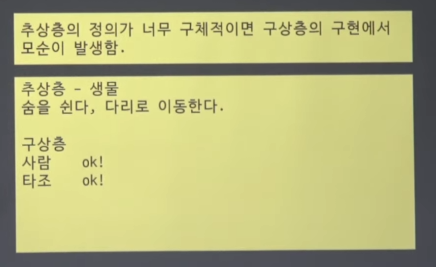 추상층의 정의가 너무 구체적이면 구상층의 구현에서
모순이 발생함.
추상층 - 생물
숨을 쉰다, 다리로 이동한다.
구상층
사람 ok!
타조 ok!